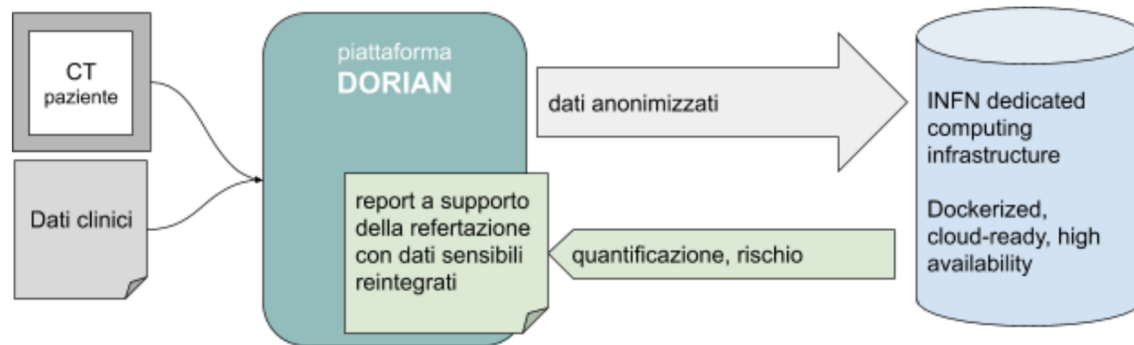 CT
paziente
Dati clinici
piattaforma
DORIAN
report a supporto
della refertazione
con dati sensibili
reintegrati
dati anonimizzati
quantificazione, rischio
INFN dedicated
computing
infrastructure
Dockerized,
cloud-ready, high
availability